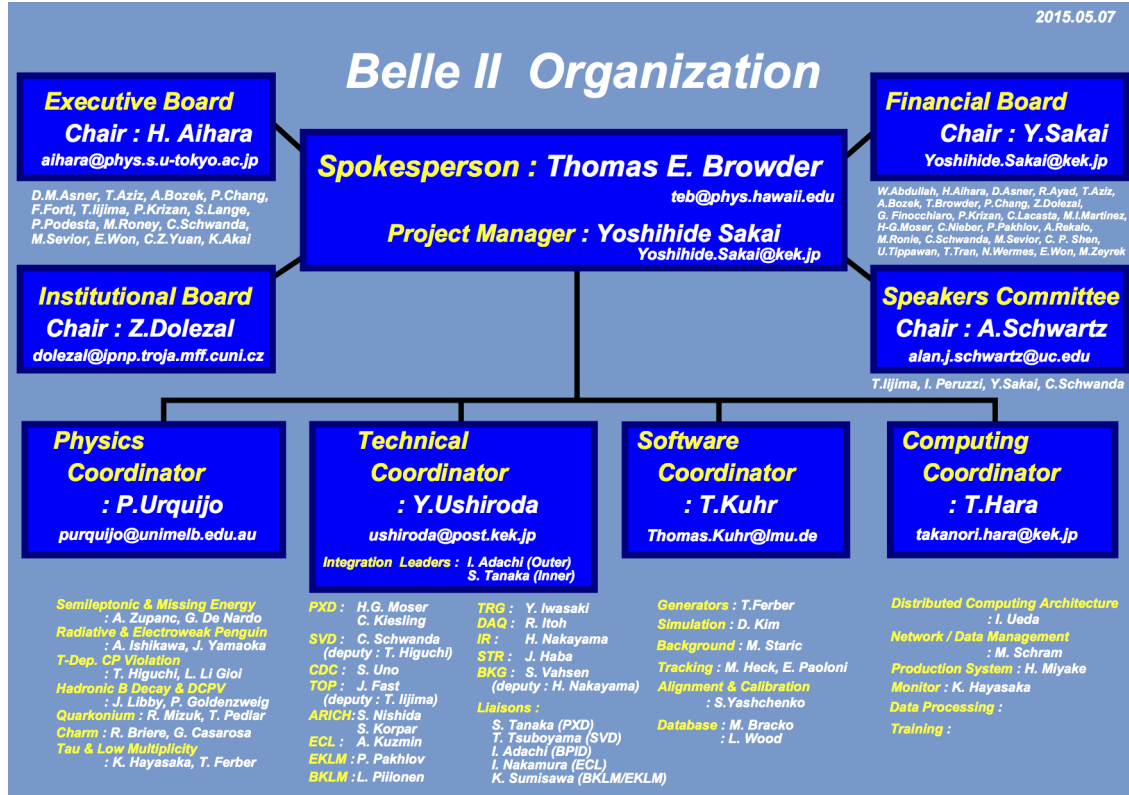 2015.05.07
Belle II Organization
Executive Board
Chair : H. Aihara
aihara@phys.s.u-tokyo.ac.jp
D.M.Asner, T.Aziz, A.Bozek, P.Chang,
F.Forti, T.Iijima, P.Krizan, S.Lange,
P.Podesta, M.Roney, C.Schwanda,
M.Sevior, E.Won, C.Z.Yuan, K.Akai
Spokesperson : Thomas E. Browder
teb@phys.hawaii.edu
Project Manager : Yoshihide Sakai
Yoshihide.Sakai@kek.jp
Financial Board
Chair : Y.Sakai
Yoshihide.Sakai@kek.jp
W.Abdullah, H.Aihara, D.Asner, R.Ayad, T.Aziz,
A.Bozek, T.Browder, P.Chang, Z.Dolezal,
G. Finocchiaro, P.Krizan, C.Lacasta, M.I.Martinez,
H-G.Moser, C.Nieber, P.Pakhlov, A.Rekalo,
M.Ronie, C.Schwanda, M.Sevior, C. P. Shen,
U.Tippawan, T.Tran, N.Wermes, E.Won, M.Zeyrek
Institutional Board
Chair : Z.Dolezal
dolezal@ipnp.troja.mff.cuni.cz
Speakers Committee
Chair : A.Schwartz
alan.j.schwartz@uc.edu
T.Iijima, I. Peruzzi, Y.Sakai, C.Schwanda
Physics
Coordinator
: P.Urquijo
purquijo@unimelb.edu.au
Semileptonic & Missing Energy
: A. Zupanc, G. De Nardo
Radiative & Electroweak Penguin
: A. Ishikawa, J. Yamaoka
T-Dep. CP Violation
: T. Higuchi, L. Li Gioi
Hadronic B Decay & DCPV
: J. Libby, P. Goldenzweig
Quarkonium : R. Mizuk, T. Pedlar
Charm : R. Briere, G. Casarosa
Tau & Low Multiplicity
: K. Hayasaka, T. Ferber
Technical
Coordinator
: Y.Ushiroda
ushiroda@post.kek.jp
Integration Leaders : I. Adachi (Outer)
S. Tanaka (Inner)
PXD : H.G. Moser
C. Kiesling
SVD : C. Schwanda
(deputy : T. Higuchi)
CDC : S. Uno
TOP : J. Fast
(deputy : T. Iijima)
ARICH: S. Nishida
S. Korpar
ECL : A. Kuzmin
EKLM : P. Pakhlov
BKLM : L. Piilonen
TRG : Y. Iwasaki
DAQ : R. Itoh
IR : H. Nakayama
STR : J. Haba
BKG : S. Vahsen
(deputy : H. Nakayama)
Liaisons :
S. Tanaka (PXD)
T. Tsuboyama (SVD)
I. Adachi (BPID)
I. Nakamura (ECL)
K. Sumisawa (BKLM/EKLM)
Software
Coordinator
: T.Kuhr
Thomas.Kuhr@lmu.de
Generators : T.Ferber
Simulation : D. Kim
Background : M. Staric
Tracking : M. Heck, E. Paoloni
Alignment & Calibration
: S.Yashchenko
Database : M. Bracko
: L. Wood
Computing
Coordinator
: T.Hara
takanori.hara@kek.jp
Distributed Computing Architecture
: I. Ueda
Network / Data Management
: M. Schram
Production System : H. Miyake
Monitor : K. Hayasaka
Data Processing :
Training :